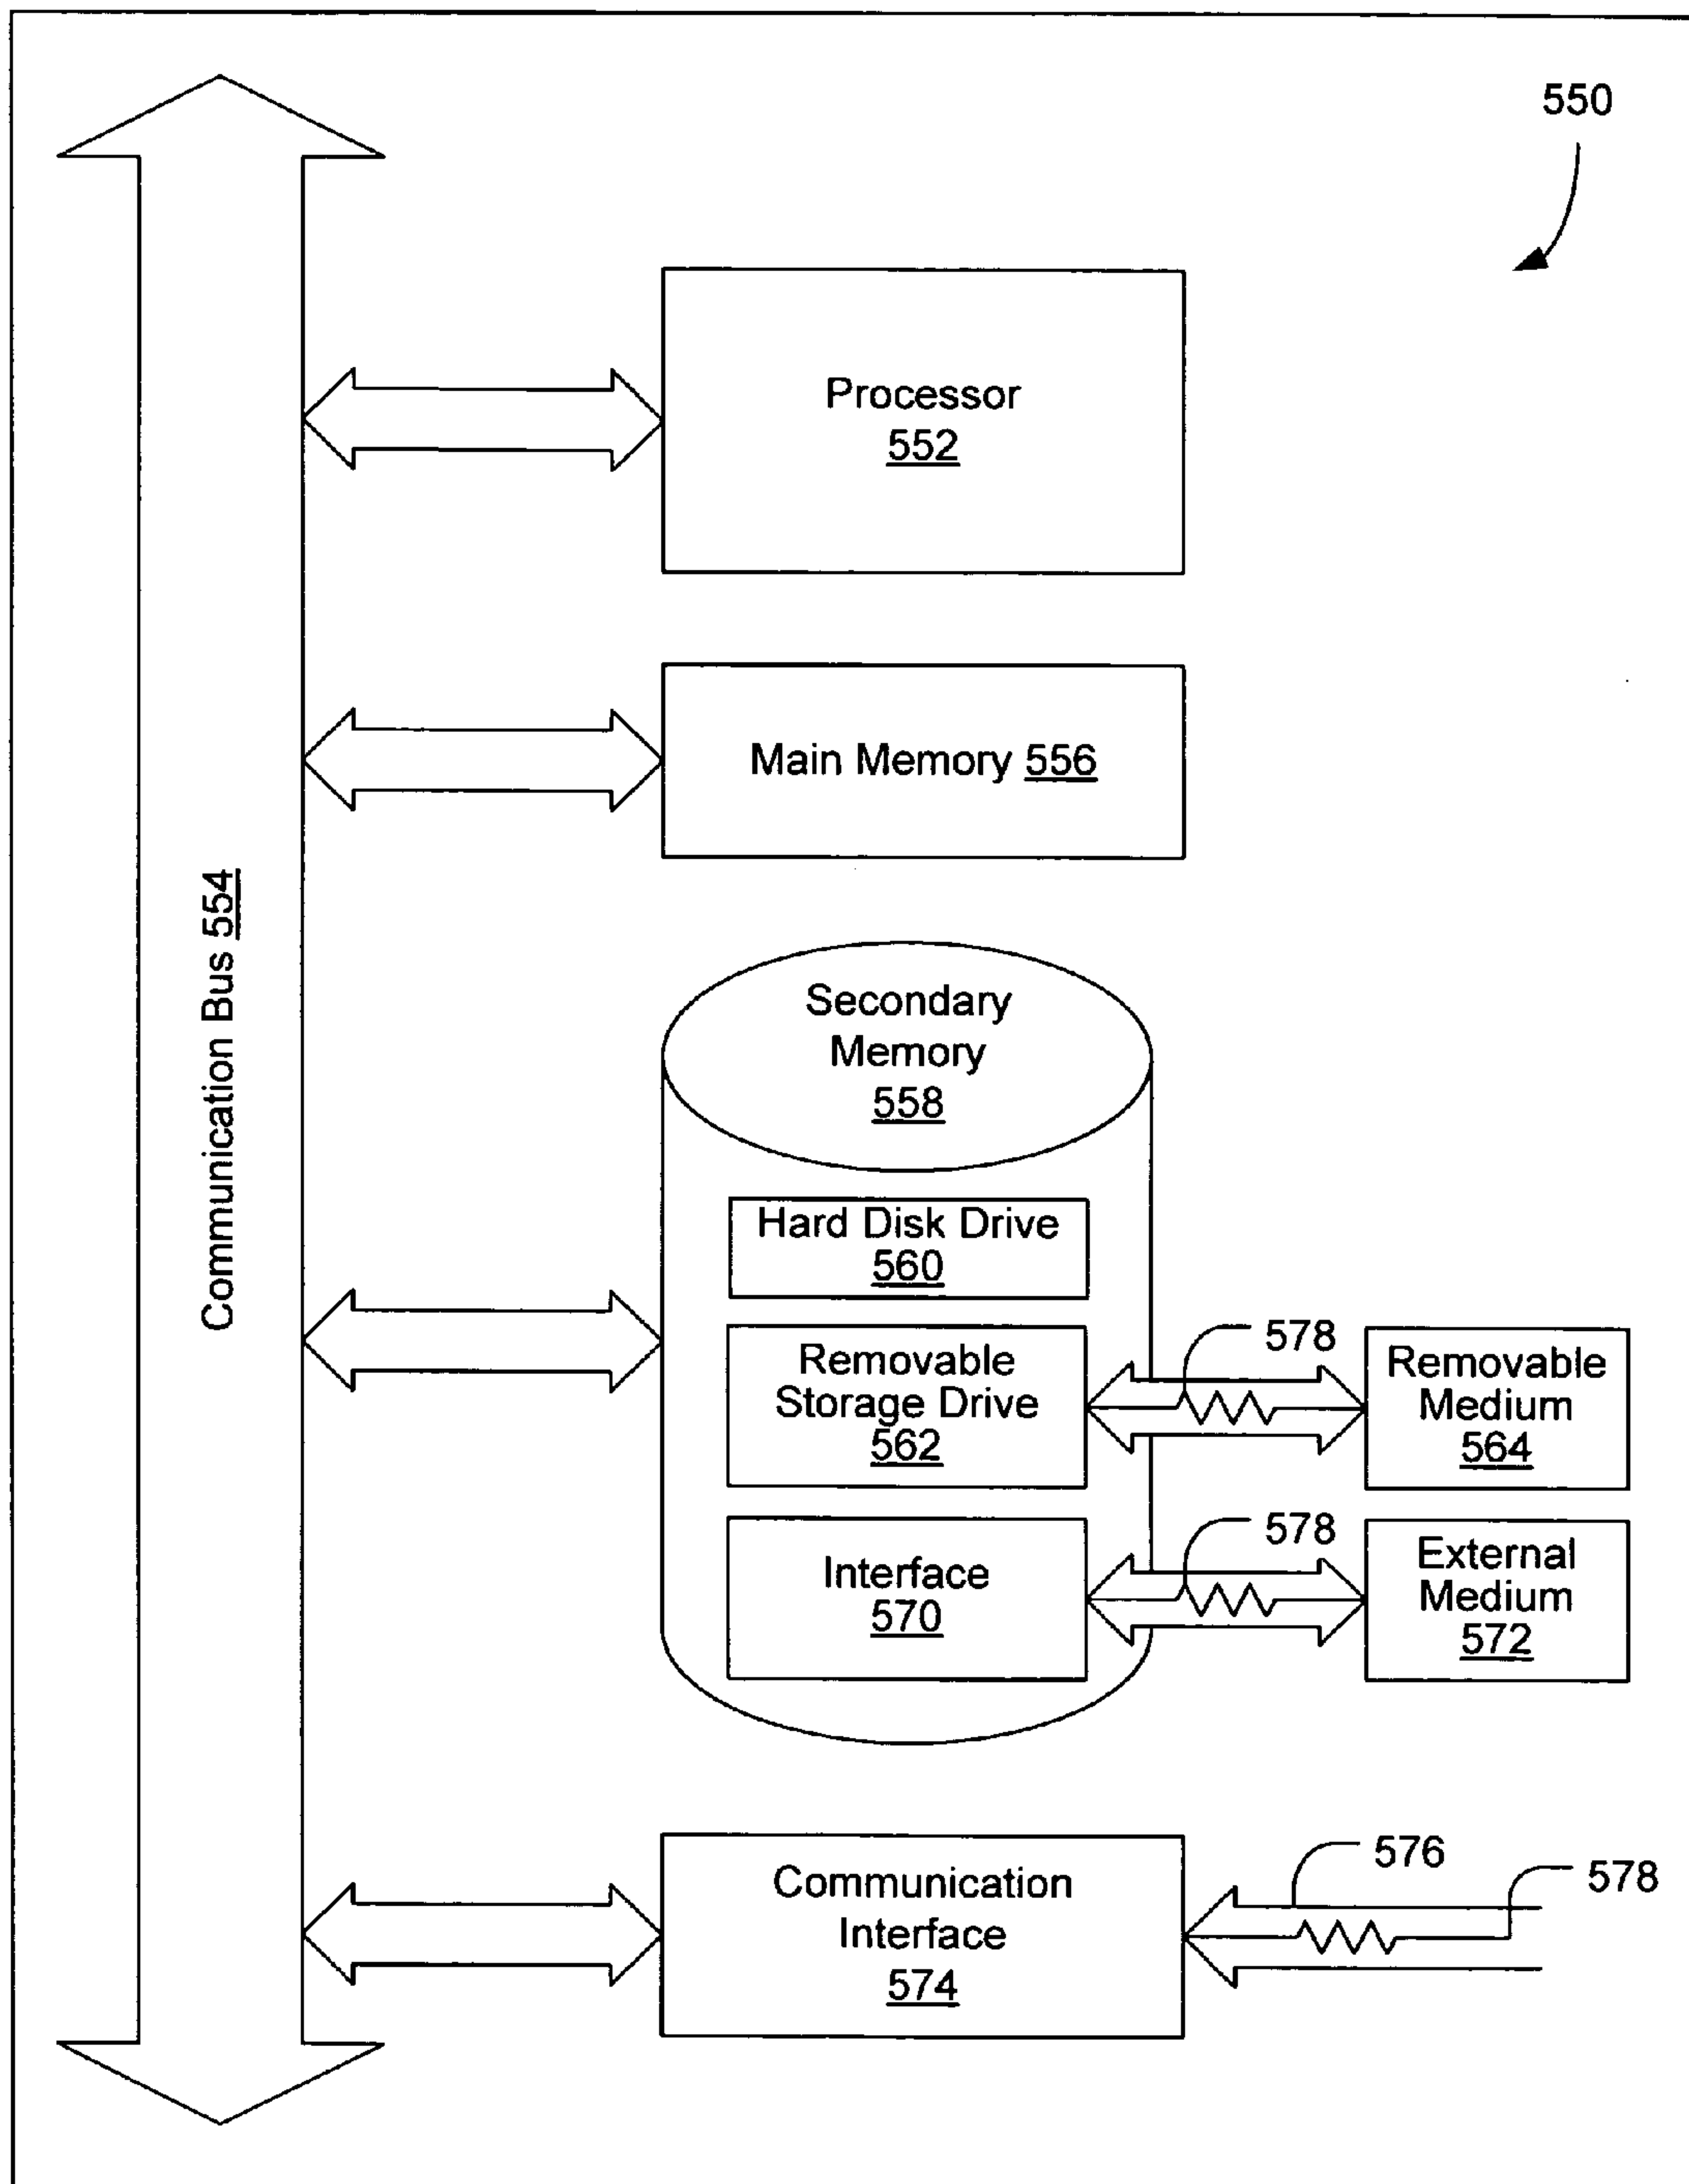 550
Processor
552
Main Memory 556
Communication Bus 554
Secondary
Memory
558
Hard Disk Drive
560
Removable
Storage Drive
562
578
Removable
Medium
564
Interface
570
578
External
Medium
572
Communication
Interface
574
576
578